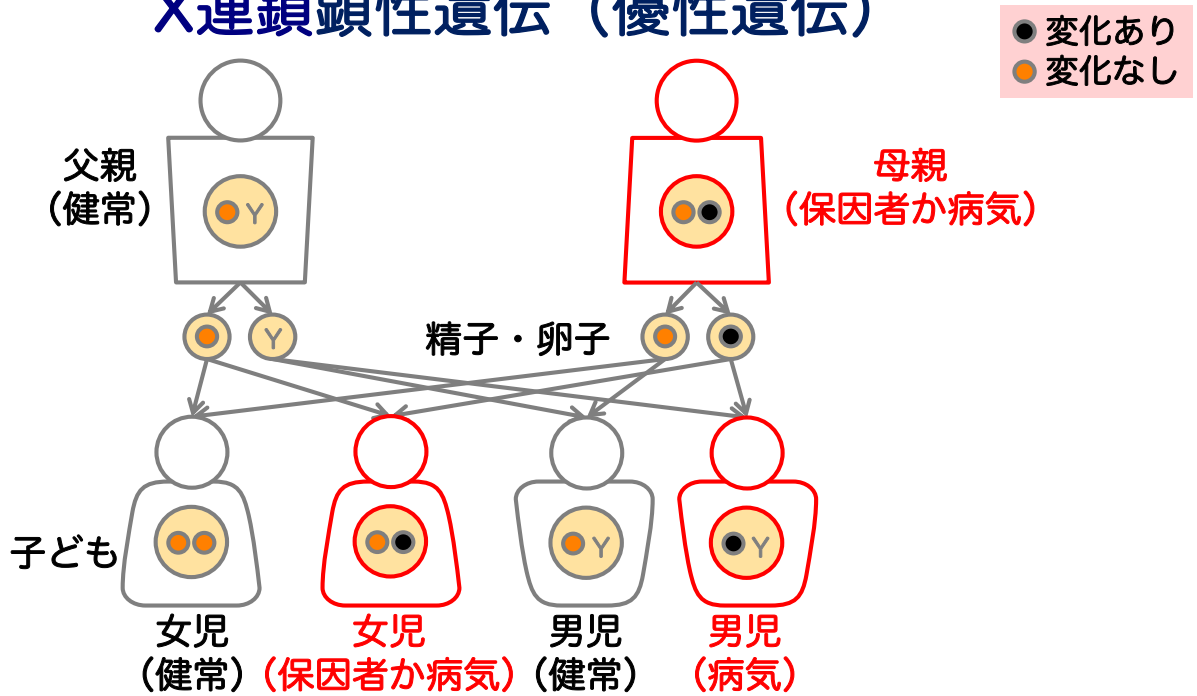 X連鎖顕性遺伝（優性遺伝）
変化あり
変化なし
父親
（健常）
母親
（保因者か病気）
Y
精子・卵子
Y
子ども
Y
Y
女児
（健常）
女児
（保因者か病気）
男児
（健常）
男児
（病気）